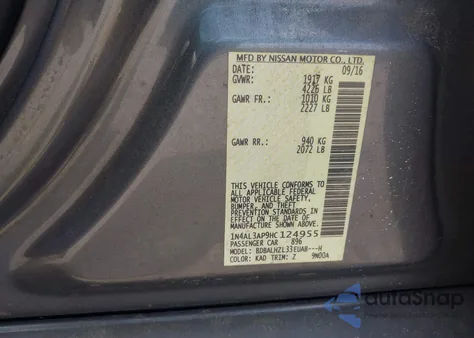 MFD BY NISSAN MOTOR CO., LTD.
09/16
GVWR: 1917 KG
4226 LB
GAWR FR.: 1010 KG
2227 LB
GAWR RR.: 940 KG
2072 LB
THIS VEHICLE CONFORMS TO
ALL APPLICABLE FEDERAL
MOTOR VEHICLE SAFETY,
BUMPER, AND THEFT
PREVENTION STANDARDS IN
EFFECT ON THE DATE OF
MANUFACTURE SHOWN ABOVE.
1N4AL3AP9HC124955
PASSENGER CAR 896
MODEL: BDBALHZL33EUAB---H
COLOR: KAD TRIM: Z 9N00A
autoSnap